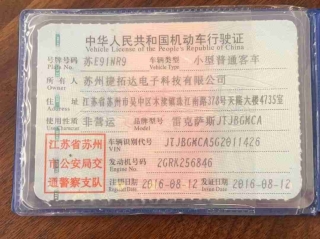 中华人民共和国机动车行驶证
Vehicle License of the People's Republic of China
号牌号码 苏E91NR9 车辆类型 小型普通客车
Plate No. Vehicle Type
所有人 苏州捷拓达电子科技有限公司
Owner
住址 江苏省苏州市吴中区木渎镇珠江南路378号天隆大楼4735室
Address
使用性质 非营运 品牌型号 雷克萨斯JTJBGMCA
Use Character Model
江苏省苏州
市公安局交
通警察支队
车辆识别代号 JTJBGMCA5G2011426
VIN
发动机号码 2GRK256846
Engine No.
注册日期 2016-08-12 发证日期 2016-08-12
Register Date Issue Date